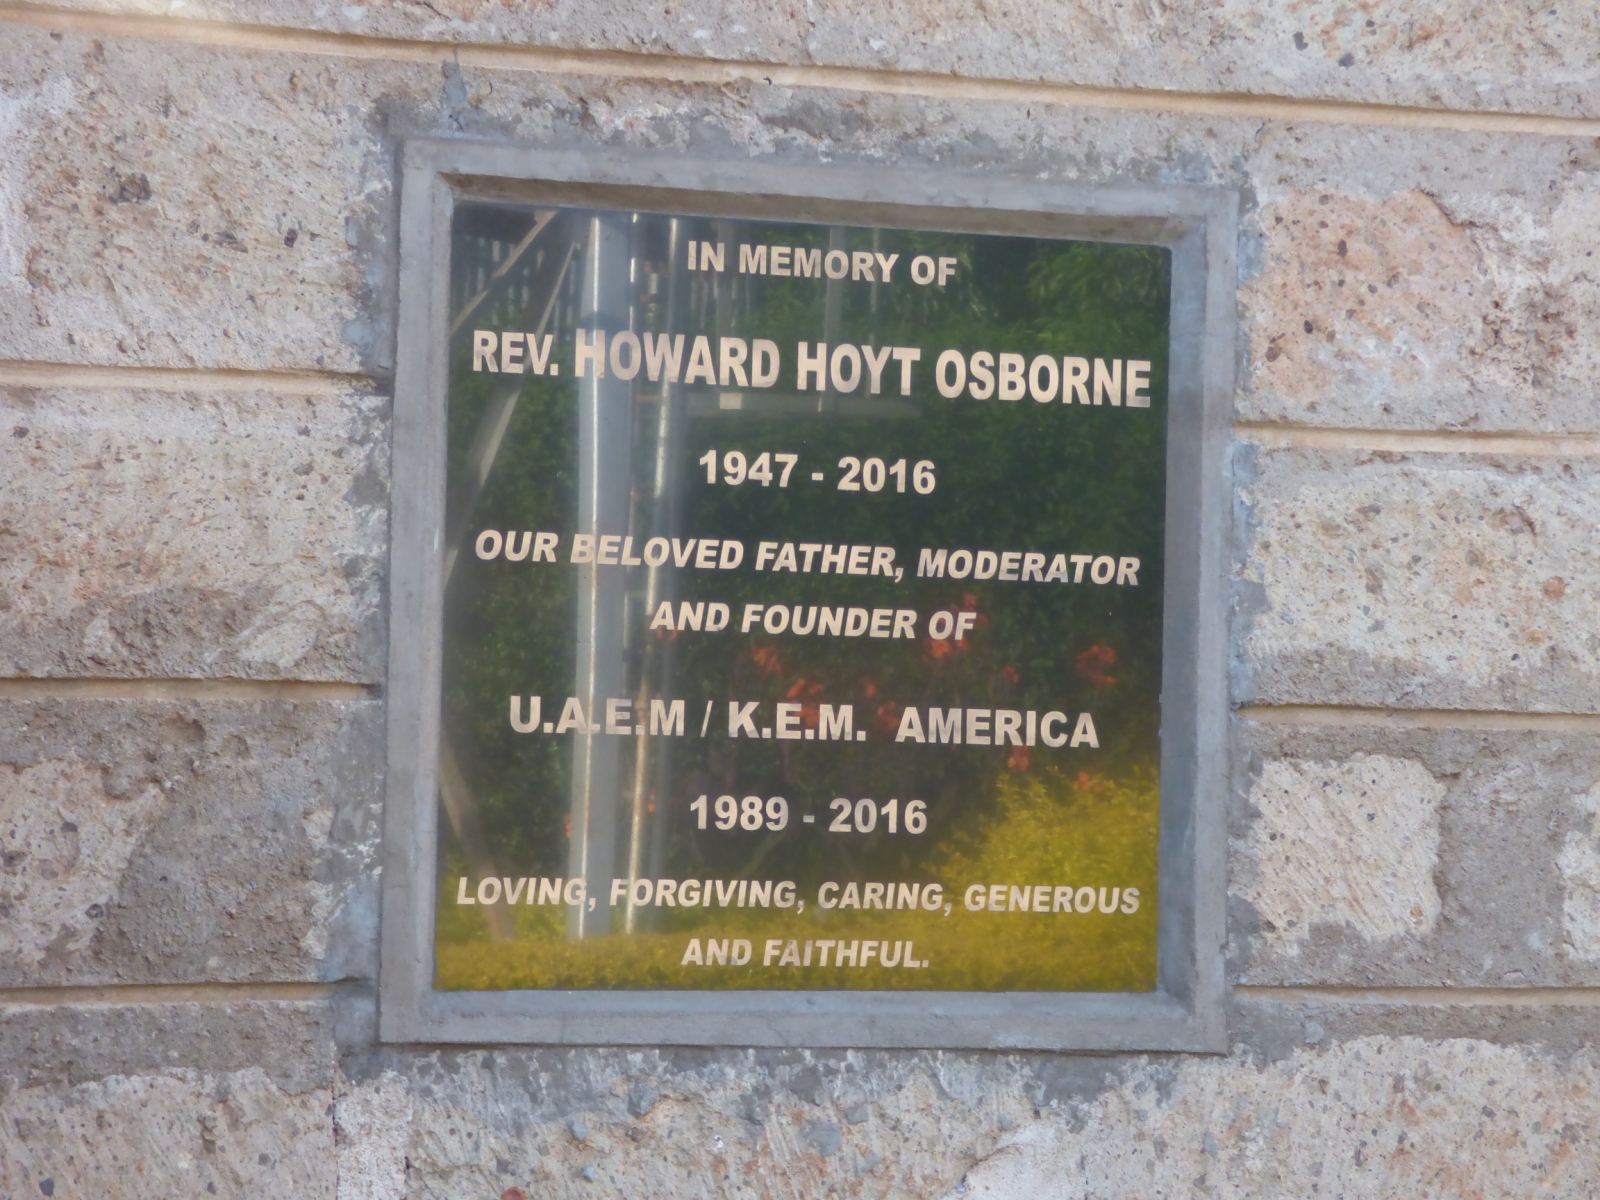 IN MEMORY OF
REV. HOWARD HOYT OSBORNE
1947 - 2016
OUR BELOVED FATHER, MODERATOR
AND FOUNDER OF
U.A.E.M / K.E.M. AMERICA
1989 - 2016
LOVING, FORGIVING, CARING, GENEROUS
AND FAITHFUL.